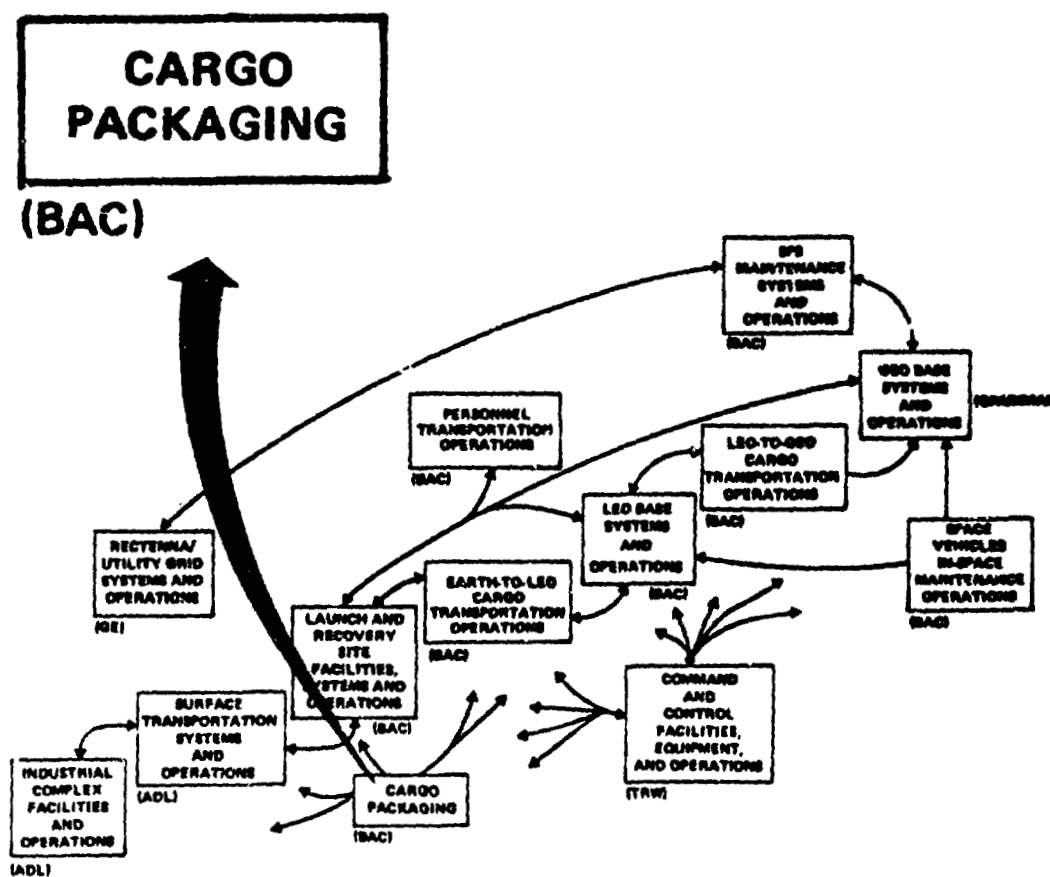 CARGO
PACKAGING
(BAC)
SPS
MAINTENANCE
SYSTEMS
AND
OPERATIONS
(BAC)
GEO BASE
SYSTEMS
AND
OPERATIONS
PERSONNEL
TRANSPORTATION
OPERATIONS
(BAC)
LEO-TO-GEO
CARGO
TRANSPORTATION
OPERATIONS
(BAC)
LEO BASE
SYSTEMS
AND
OPERATIONS
(BAC)
SPACE
VEHICLES
IN-SPACE
MAINTENANCE
OPERATIONS
(BAC)
RECTENNA/
UTILITY GRID
SYSTEMS AND
OPERATIONS
(GE)
EARTH-TO-LEO
CARGO
TRANSPORTATION
OPERATIONS
(BAC)
LAUNCH AND
RECOVERY
SITE
FACILITIES,
SYSTEMS AND
OPERATIONS
(BAC)
COMMAND
AND
CONTROL
FACILITIES,
EQUIPMENT,
AND OPERATIONS
(TRW)
SURFACE
TRANSPORTATION
SYSTEMS
AND
OPERATIONS
(ADL)
INDUSTRIAL
COMPLEX
FACILITIES
AND
OPERATIONS
(ADL)
CARGO
PACKAGING
(BAC)